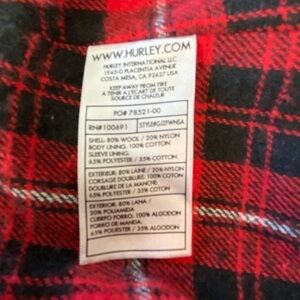 WWW.HURLEY.COM
HURLEY INTERNATIONAL LLC
1945-G PLACENTIA AVENUE
COSTA MESA, CA 92627 USA
KEEP AWAY FROM FIRE
A TENIR A L'ECART DE TOUTE
SOURCE DE CHALEUR
PO# 78521-00
RN#100691
SHELL: 80% WOOL / 20% NYLON
BODY LINING: 100% COTTON
SLEEVE LINING:
65% POLYESTER / 35% COTTON
EXTERIEUR: 80% LAINE / 20% NYLON
CORSAGE DOUBLURE: 100% COTON
DOUBLURE DE LA MANCHE:
65% POLYESTER / 35% COTON
EXTERIOR: 80% LANA /
20% POLIAMIDA
CUERPO FORRO: 100% ALGODON
FORRO DE MANGA:
65% POLYESTER / 35% ALGODON